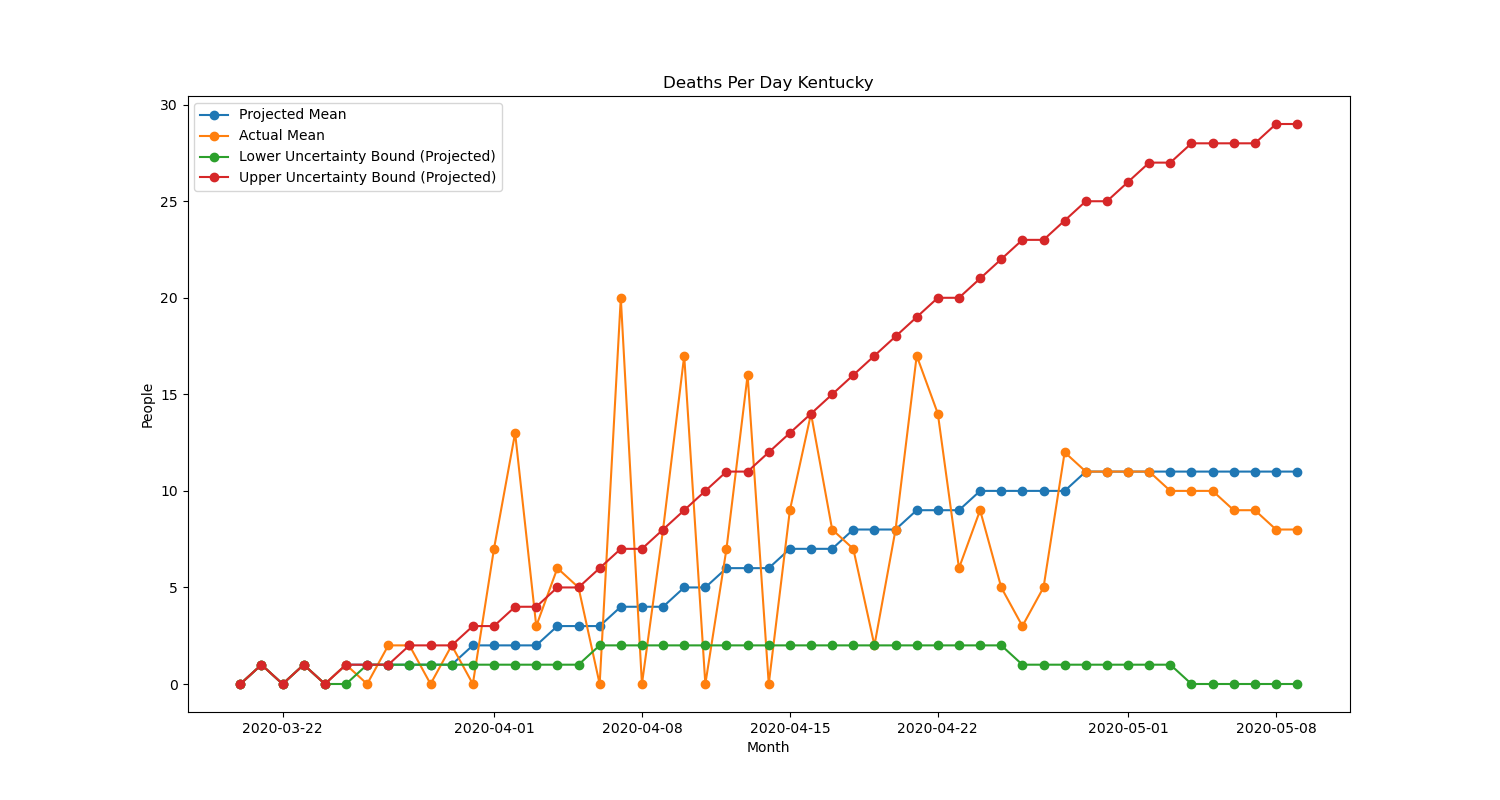 Deaths Per Day Kentucky
Projected Mean
Actual Mean
Lower Uncertainty Bound (Projected)
Upper Uncertainty Bound (Projected)
30
25
20
15
10
5
0
People
2020-03-22 2020-04-01 2020-04-08 2020-04-15 2020-04-22 2020-05-01 2020-05-08
Month